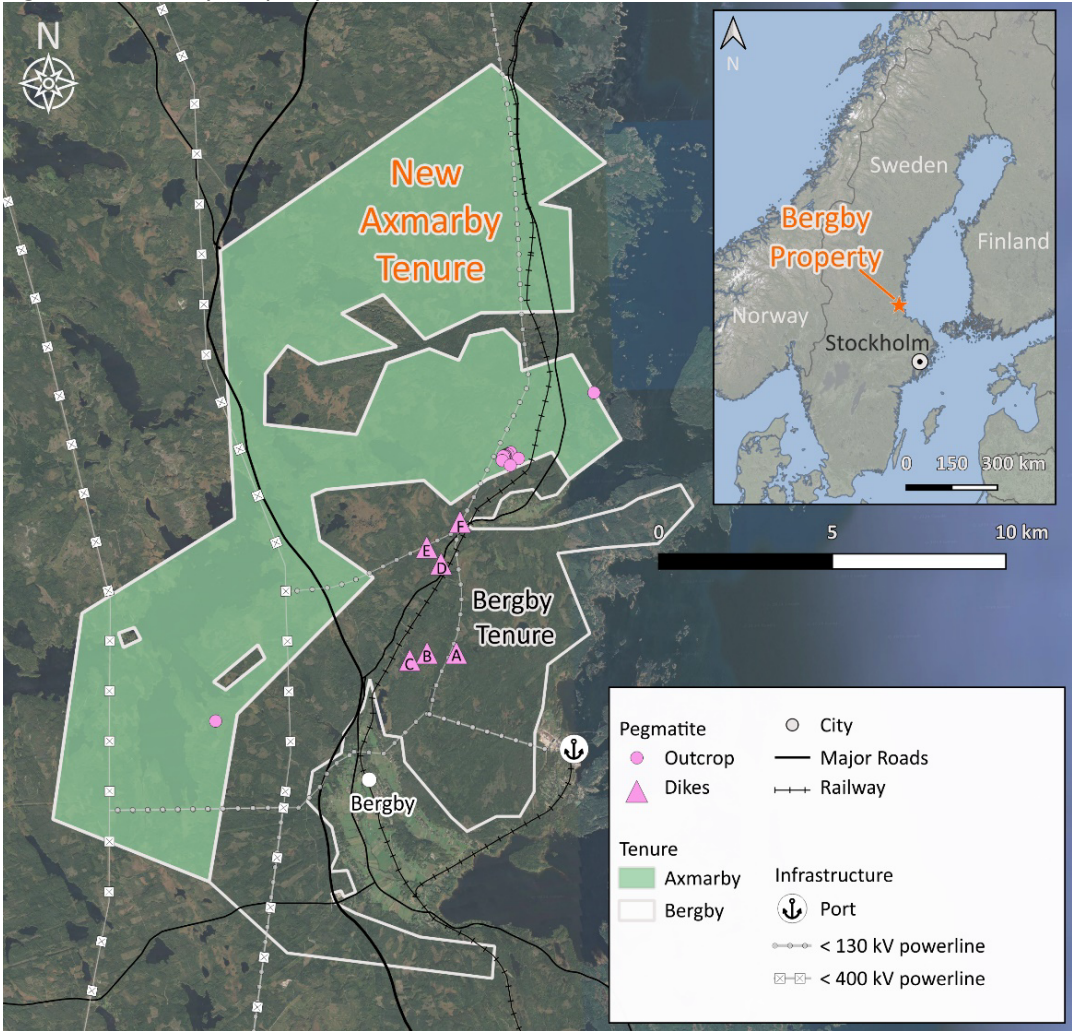 N
New
Axmarby
Tenure
F
E
D
Bergby
Tenure
C
B
A
Bergby
N
Sweden
Bergby
Property
Finland
Norway
Stockholm
0 150 300 km
0 5 10 km
Pegmatite
Outcrop
Dikes
City
Major Roads
Railway
Tenure
Axmarby
Bergby
Infrastructure
Port
< 130 kV powerline
< 400 kV powerline